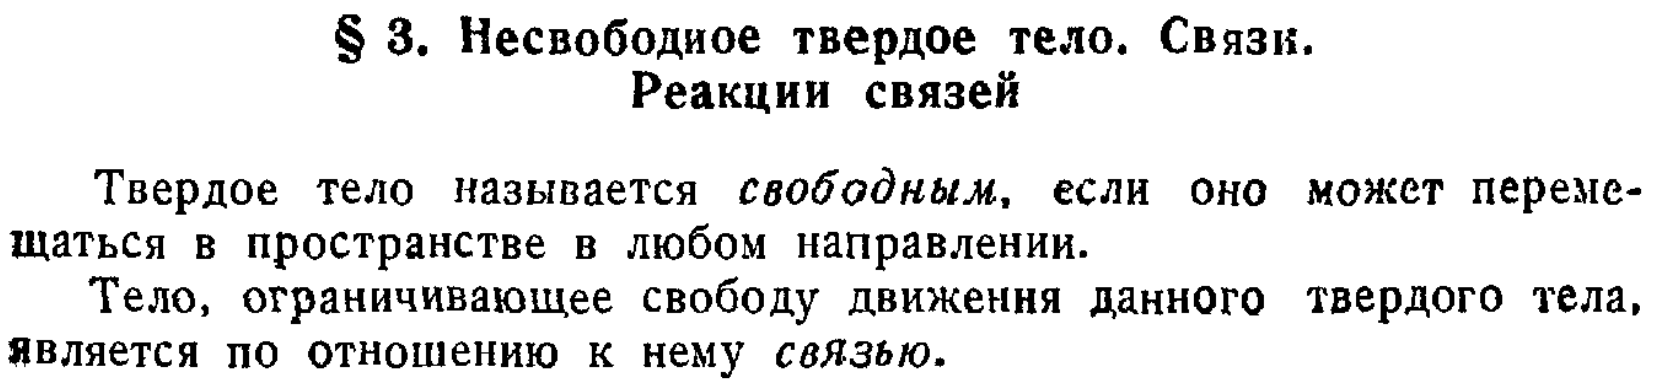 § 3. Несвободное твердое тело. Связи.
Реакции связей
Твердое тело называется свободным, если оно может переме-
щаться в пространстве в любом направлении.
Тело, ограничивающее свободу движения данного твердого тела,
является по отношению к нему связью.